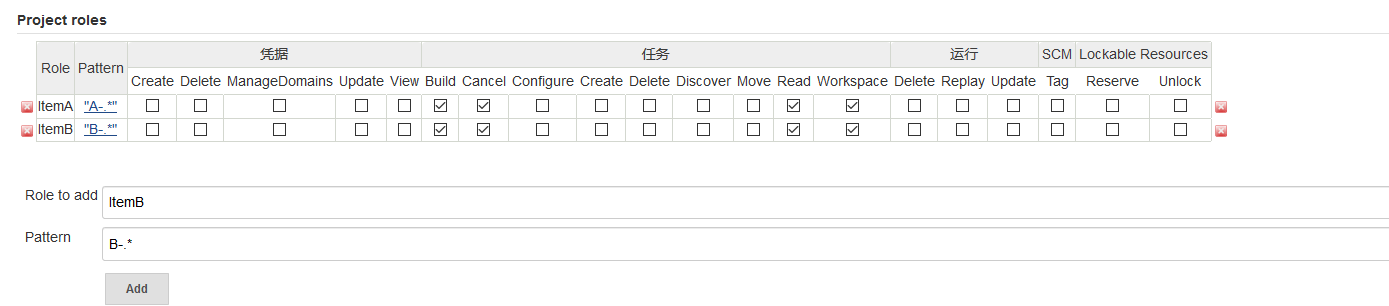 Project roles
Role Pattern 凭据 任务 运行 SCM Lockable Resources
Create Delete ManageDomains Update View Build Cancel Configure Create Delete Discover Move Read Workspace Delete Replay Update Tag Reserve Unlock
ItemA "A-.*"
ItemB "B-.*"
Role to add ItemB
Pattern B-.*
Add